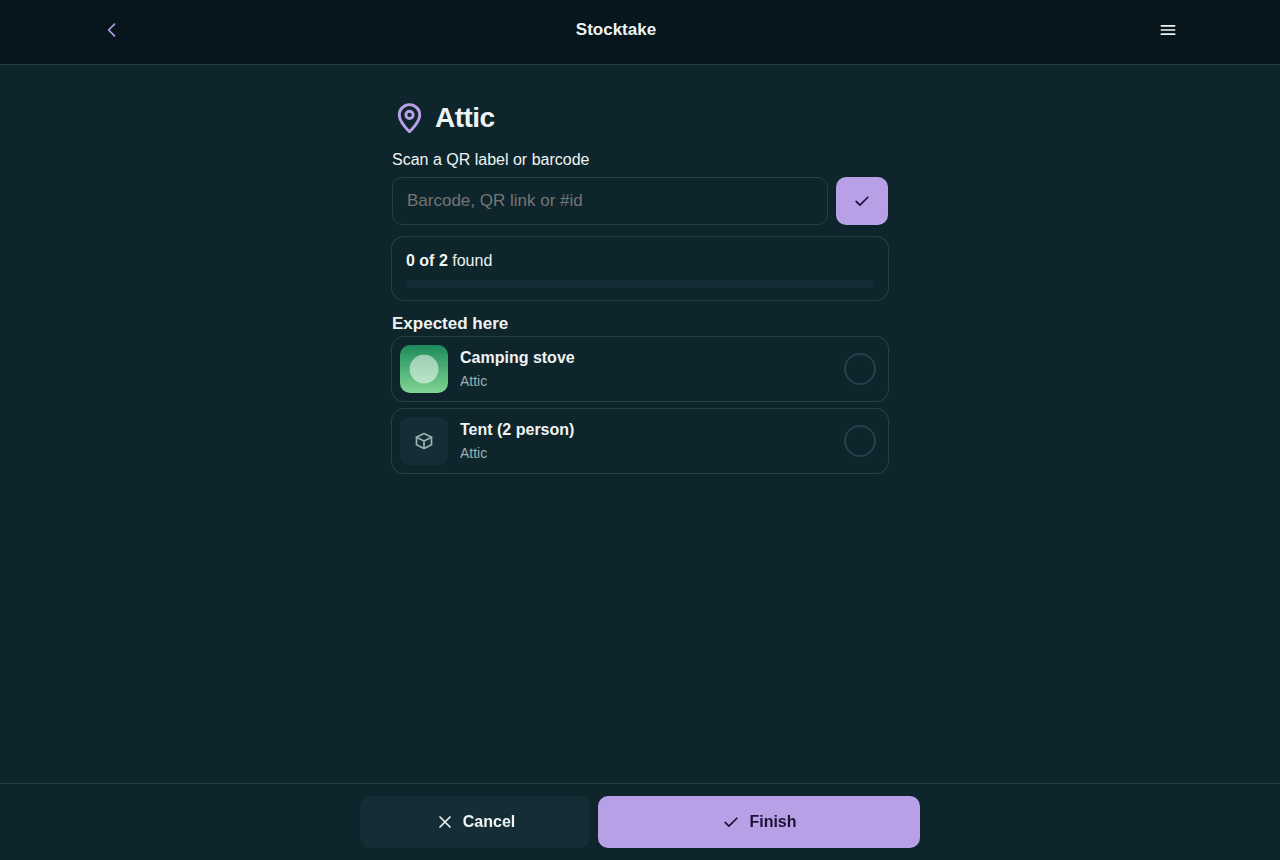 Stocktake
Attic
Scan a QR label or barcode
Barcode, QR link or #id
0 of 2 found
Expected here
Camping stove
Attic
Tent (2 person)
Attic
Cancel
Finish